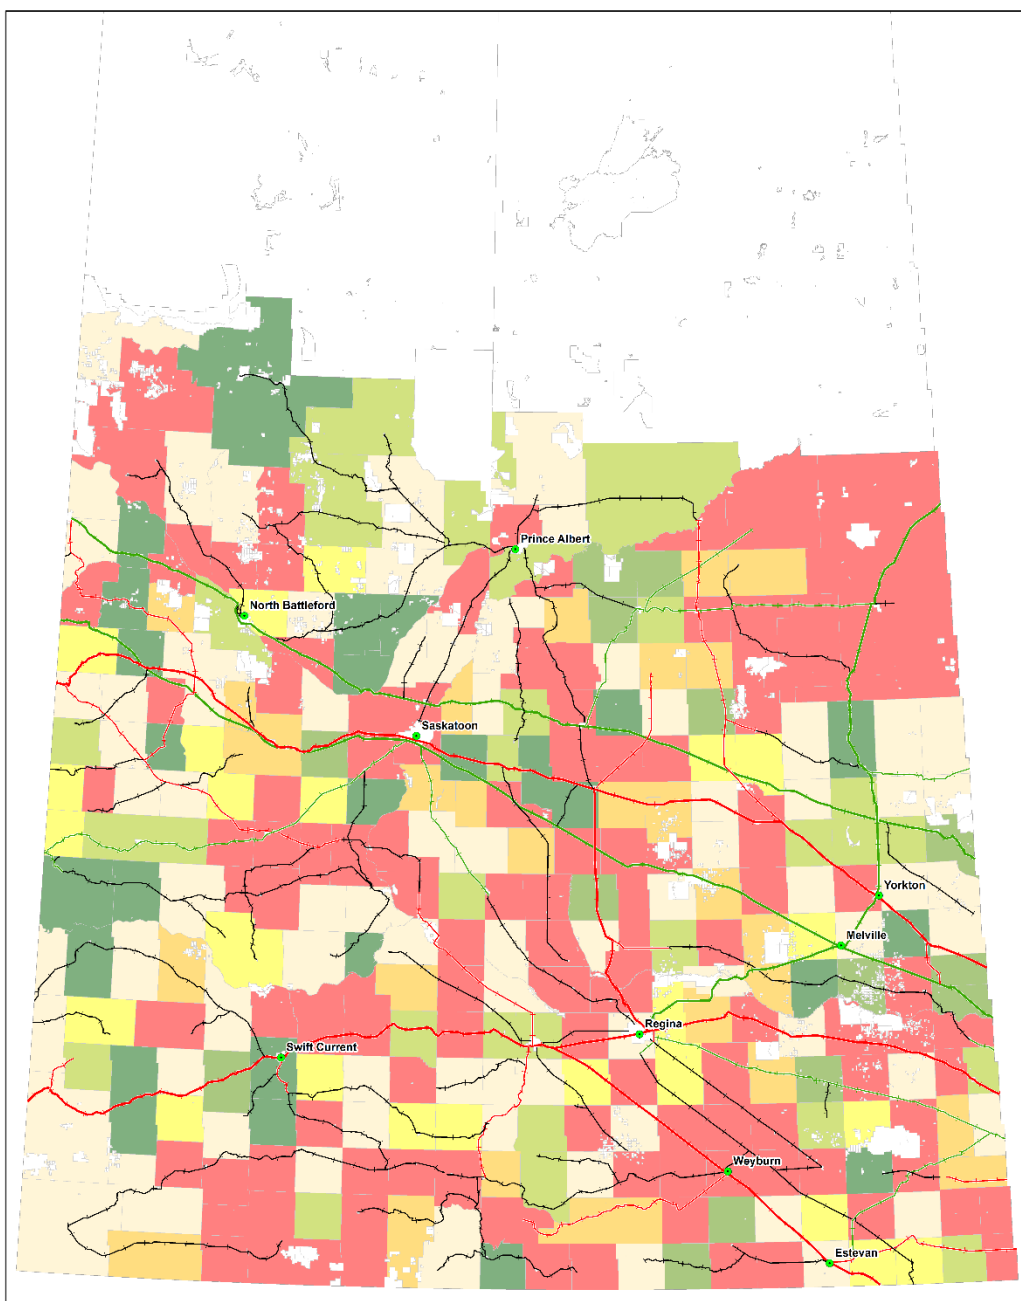 Prince Albert
North Battleford
Saskatoon
Yorkton
Melville
Regina
Swift Current
Weyburn
Estevan